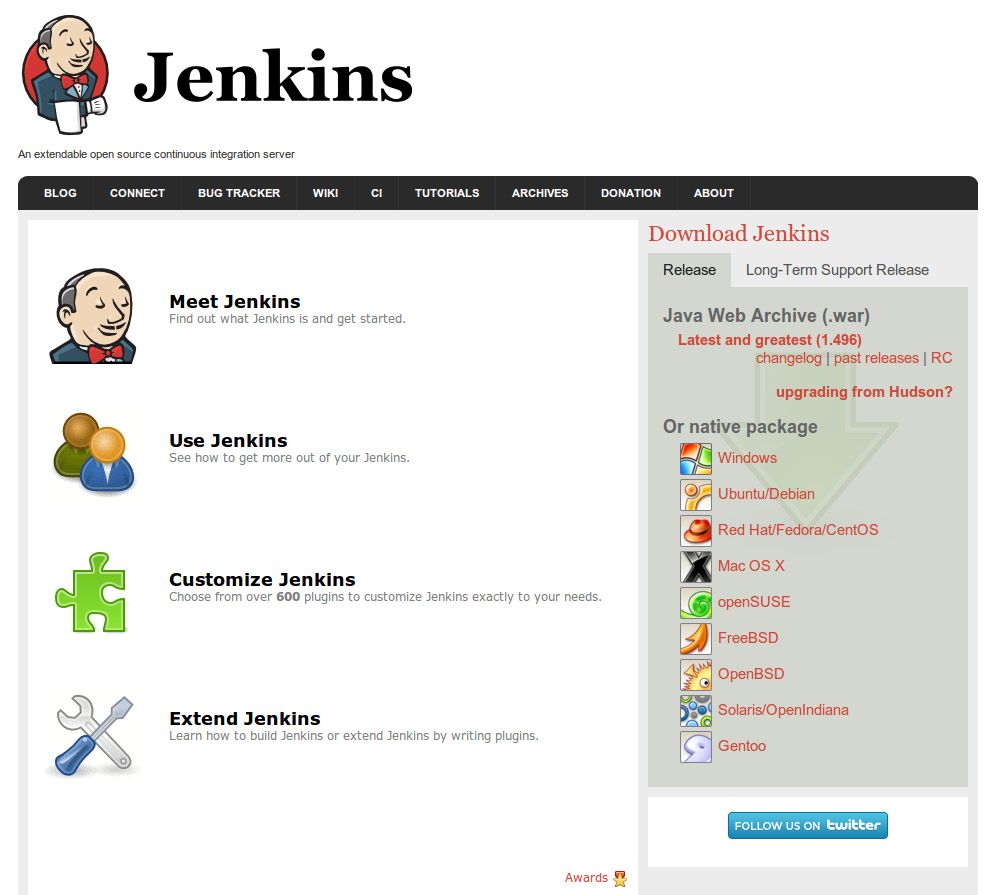 Jenkins
An extendable open source continuous integration server
BLOG CONNECT BUG TRACKER WIKI CI TUTORIALS ARCHIVES DONATION ABOUT
Meet Jenkins
Find out what Jenkins is and get started.
Use Jenkins
See how to get more out of your Jenkins.
Customize Jenkins
Choose from over 600 plugins to customize Jenkins exactly to your needs.
Extend Jenkins
Learn how to build Jenkins or extend Jenkins by writing plugins.
Awards
Download Jenkins
Release Long-Term Support Release
Java Web Archive (.war)
Latest and greatest (1.496)
changelog | past releases | RC
upgrading from Hudson?
Or native package
Windows
Ubuntu/Debian
Red Hat/Fedora/CentOS
Mac OS X
openSUSE
FreeBSD
OpenBSD
Solaris/OpenIndiana
Gentoo
FOLLOW US ON twitter